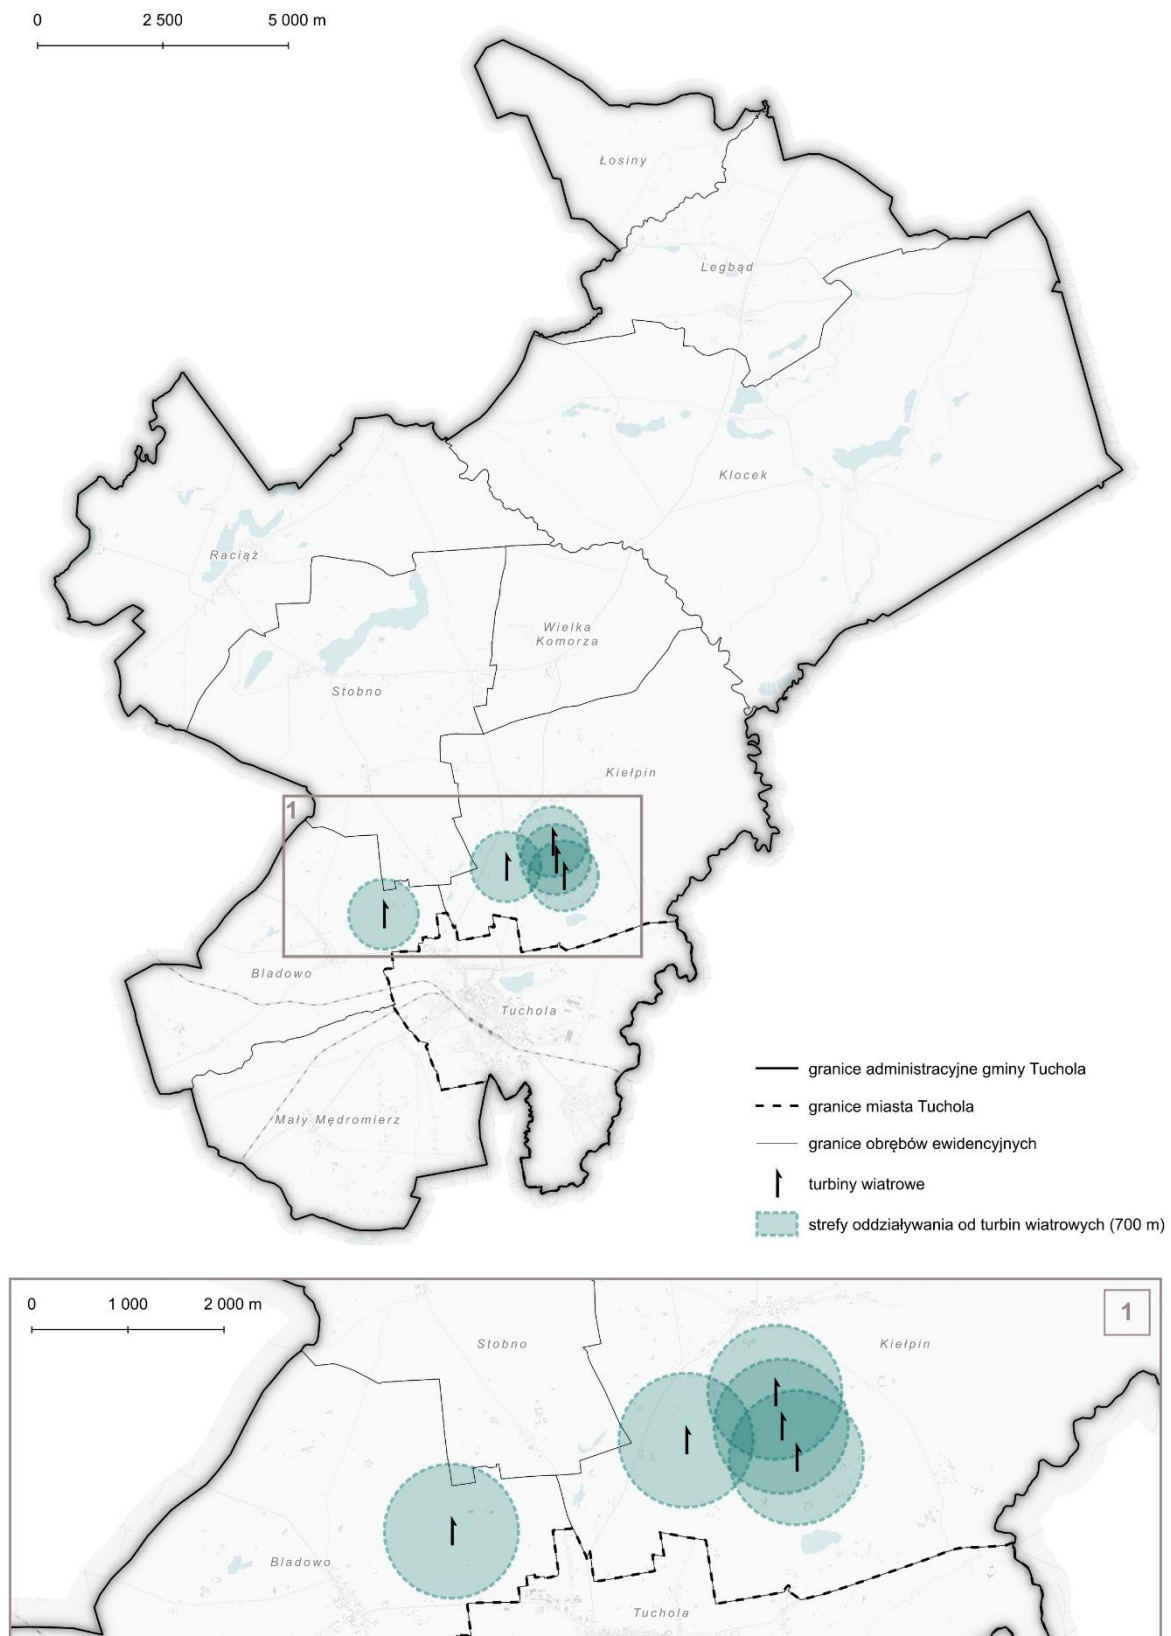 0 2 500 5 000 m
Łosiny
Legbąd
Klocek
Raciąż
Wielka
Komorza
Stobno
Kiełpin
1
Bladowo
Tuchola
Mały Mędromierz
granice administracyjne gminy Tuchola
granice miasta Tuchola
granice obrębów ewidencyjnych
turbiny wiatrowe
strefy oddziaływania od turbin wiatrowych (700 m)
0 1 000 2 000 m
1
Stobno
Kiełpin
Bladowo
Tuchola